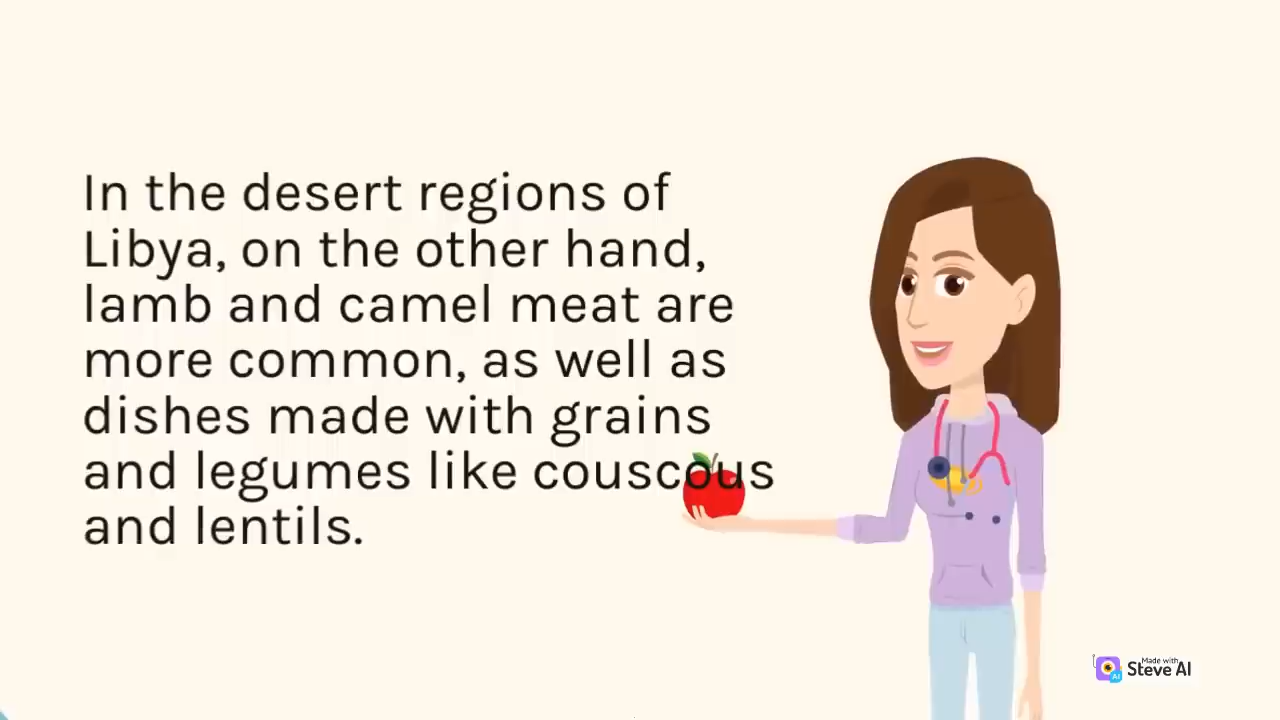 In the desert regions of
Libya, on the other hand,
lamb and camel meat are
more common, as well as
dishes made with grains
and legumes like couscous
and lentils.
Made with
Steve AI
AI